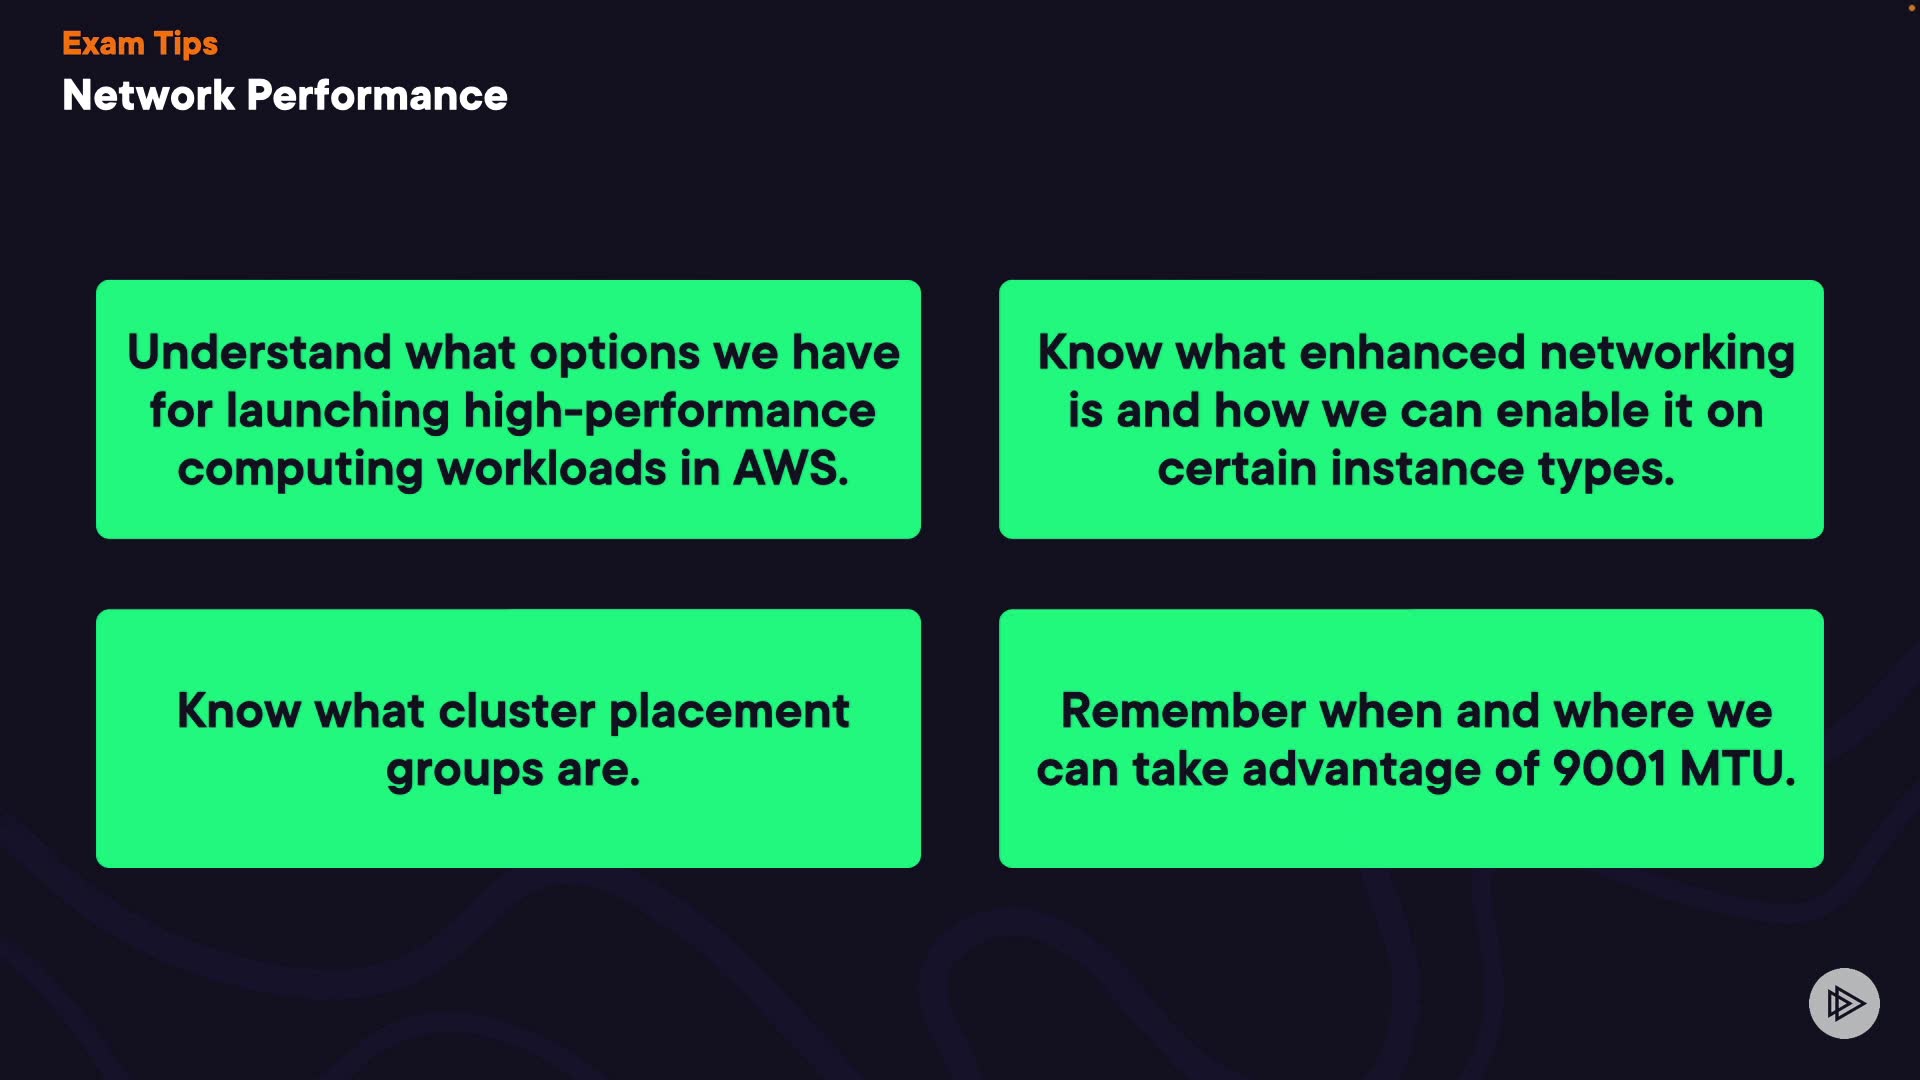 Exam Tips
Network Performance
Understand what options we have
for launching high-performance
computing workloads in AWS.
Know what enhanced networking
is and how we can enable it on
certain instance types.
Know what cluster placement
groups are.
Remember when and where we
can take advantage of 9001 MTU.